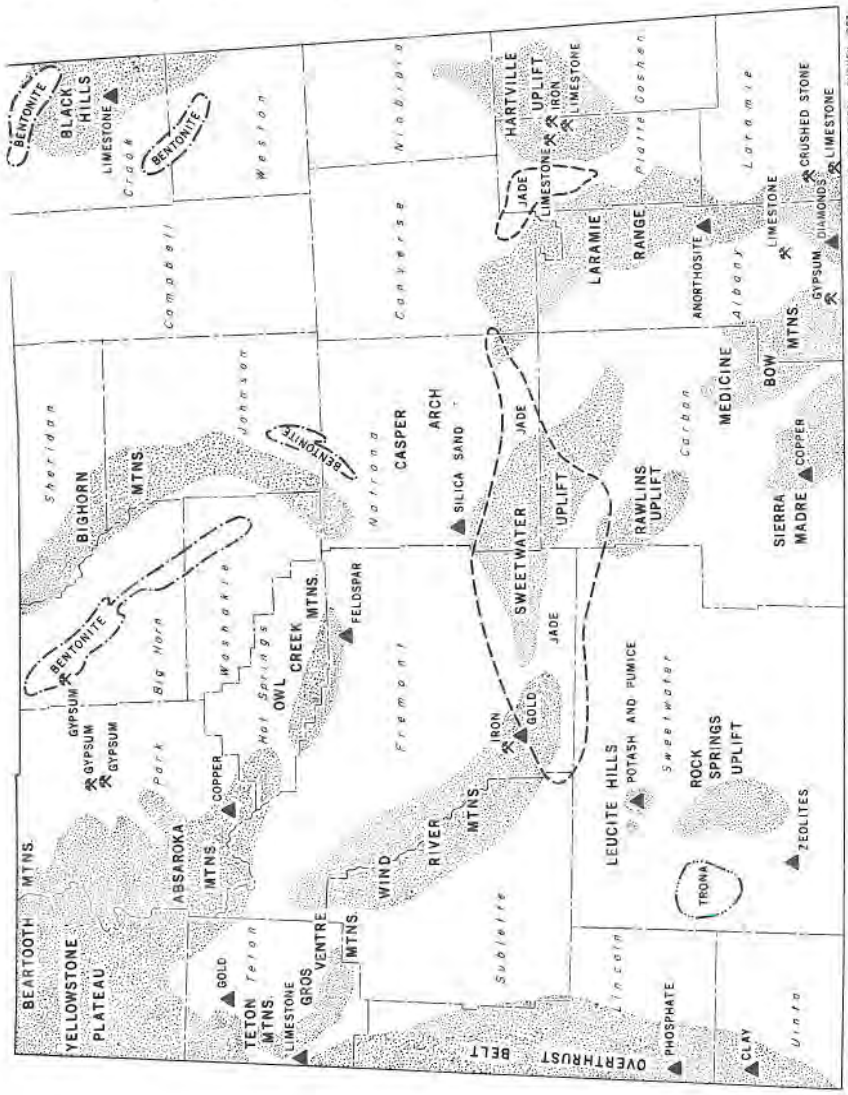 BEARTOOTH MTNS.
YELLOWSTONE
PLATEAU
ABSAROKA
MTNS.
COPPER
Park
GYPSUM
GYPSUM
GYPSUM
BENTONITE
Big Horn
Washakie
Hot Springs
OWL
CREEK
MTNS.
FELDSPAR
BIGHORN
MTNS.
Sheridan
Johnson
BENTONITE
Campbell
BENTONITE
BLACK
HILLS
LIMESTONE
Crook
BENTONITE
Weston
GOLD
Teton
TETON
MTNS.
LIMESTONE
GROS
VENTRE
MTNS.
WIND
RIVER
MTNS.
Fremont
IRON
GOLD
Natrona
CASPER
ARCH
SILICA SAND
JADE
SWEETWATER
UPLIFT
JADE
Converse
Niobrara
JADE
LIMESTONE
HARTVILLE
UPLIFT
IRON
LIMESTONE
Platte
Goshen
LARAMIE
RANGE
Sublette
OVERTHRUST
BELT
Lincoln
PHOSPHATE
CLAY
Uinta
LEUCITE HILLS
POTASH AND PUMICE
Sweetwater
ROCK
SPRINGS
UPLIFT
TRONA
ZEOLITES
RAWLINS
UPLIFT
Carbon
SIERRA
MADRE
COPPER
MEDICINE
BOW
MTNS.
ANORTHOSITE
Albany
GYPSUM
DIAMONDS
LIMESTONE
Laramie
CRUSHED STONE
LIMESTONE